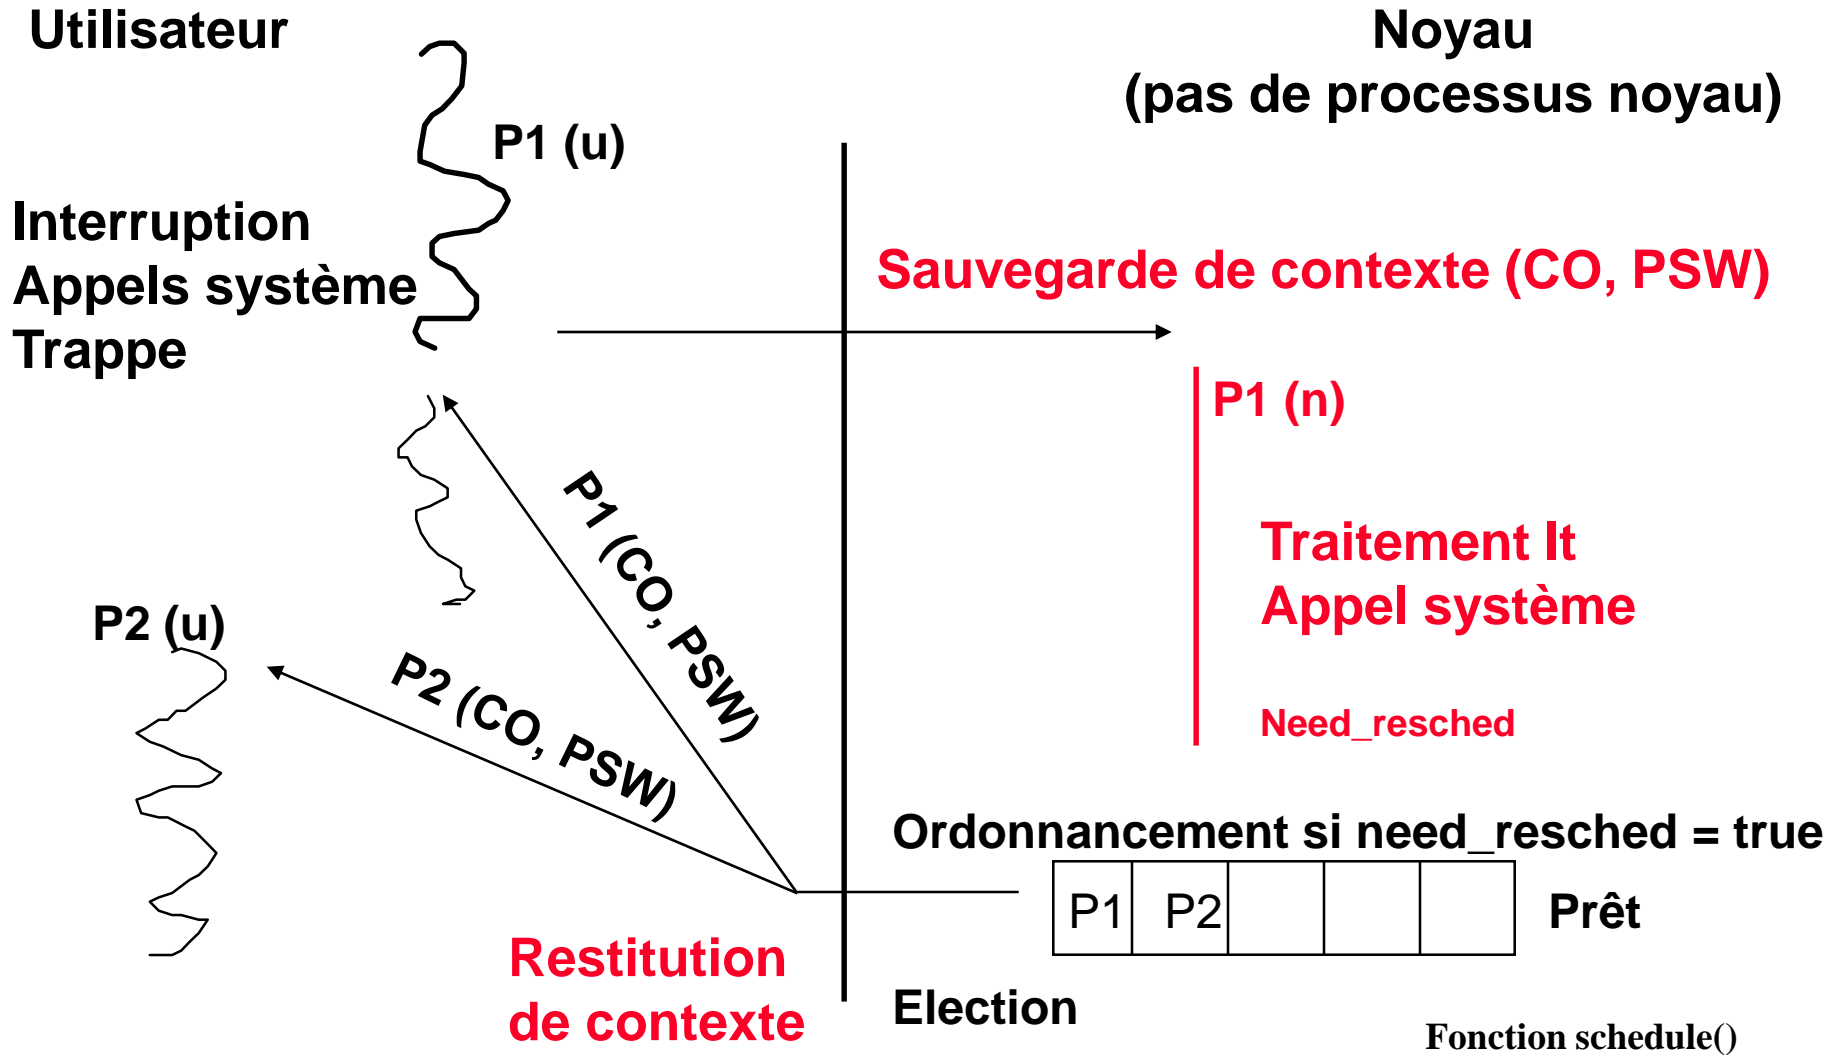 Utilisateur
Noyau
(pas de processus noyau)
P1 (u)
Interruption
Appels système
Trappe
Sauvegarde de contexte (CO, PSW)
P1 (n)
P1 (CO, PSW)
Traitement It
Appel système
P2 (u)
P2 (CO, PSW)
Need_resched
Ordonnancement si need_resched = true
P1 P2
Prêt
Restitution
de contexte
Election
Fonction schedule()